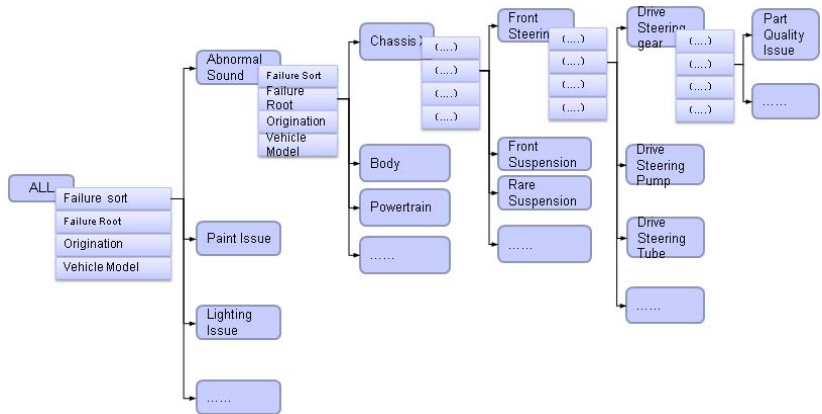 ALL
Failure sort
Failure Root
Origination
Vehicle Model
Abnormal
Sound
Failure Sort
Failure
Root
Origination
Vehicle
Model
Paint Issue
Lighting
Issue
……
Chassis
(....)
(....)
(....)
(....)
Body
Powertrain
……
Front
Steering
(....)
(....)
(....)
(....)
Front
Suspension
Rare
Suspension
……
Drive
Steering
gear
(....)
(....)
(....)
(....)
Drive
Steering
Pump
Drive
Steering
Tube
……
Part
Quality
Issue
……